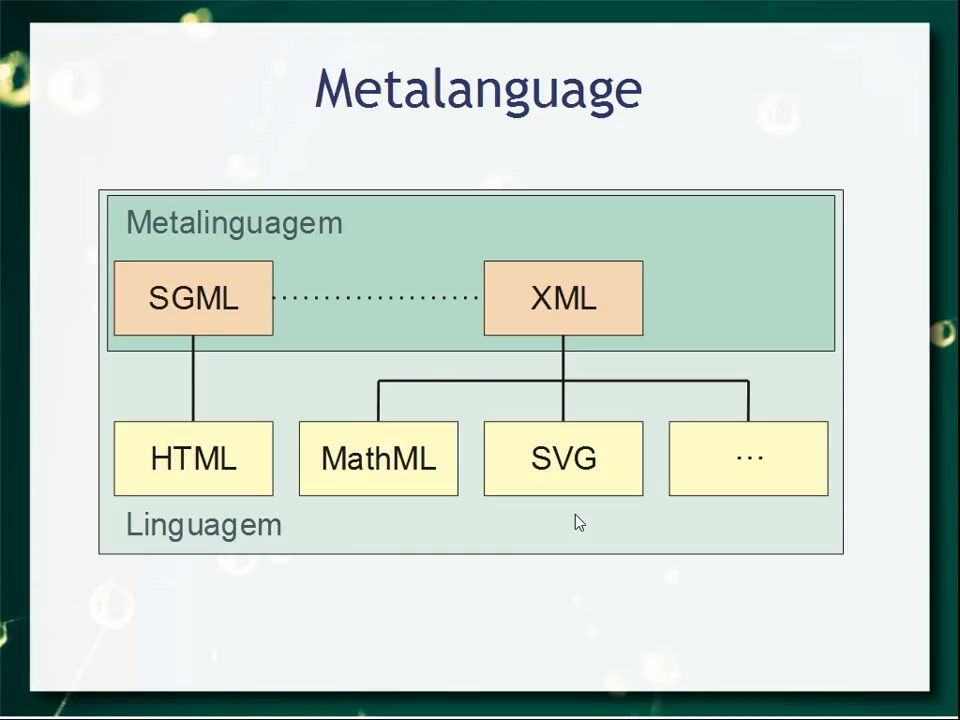 Metalanguage
Metalinguagem
SGML
XML
HTML
MathML
SVG
...
Linguagem